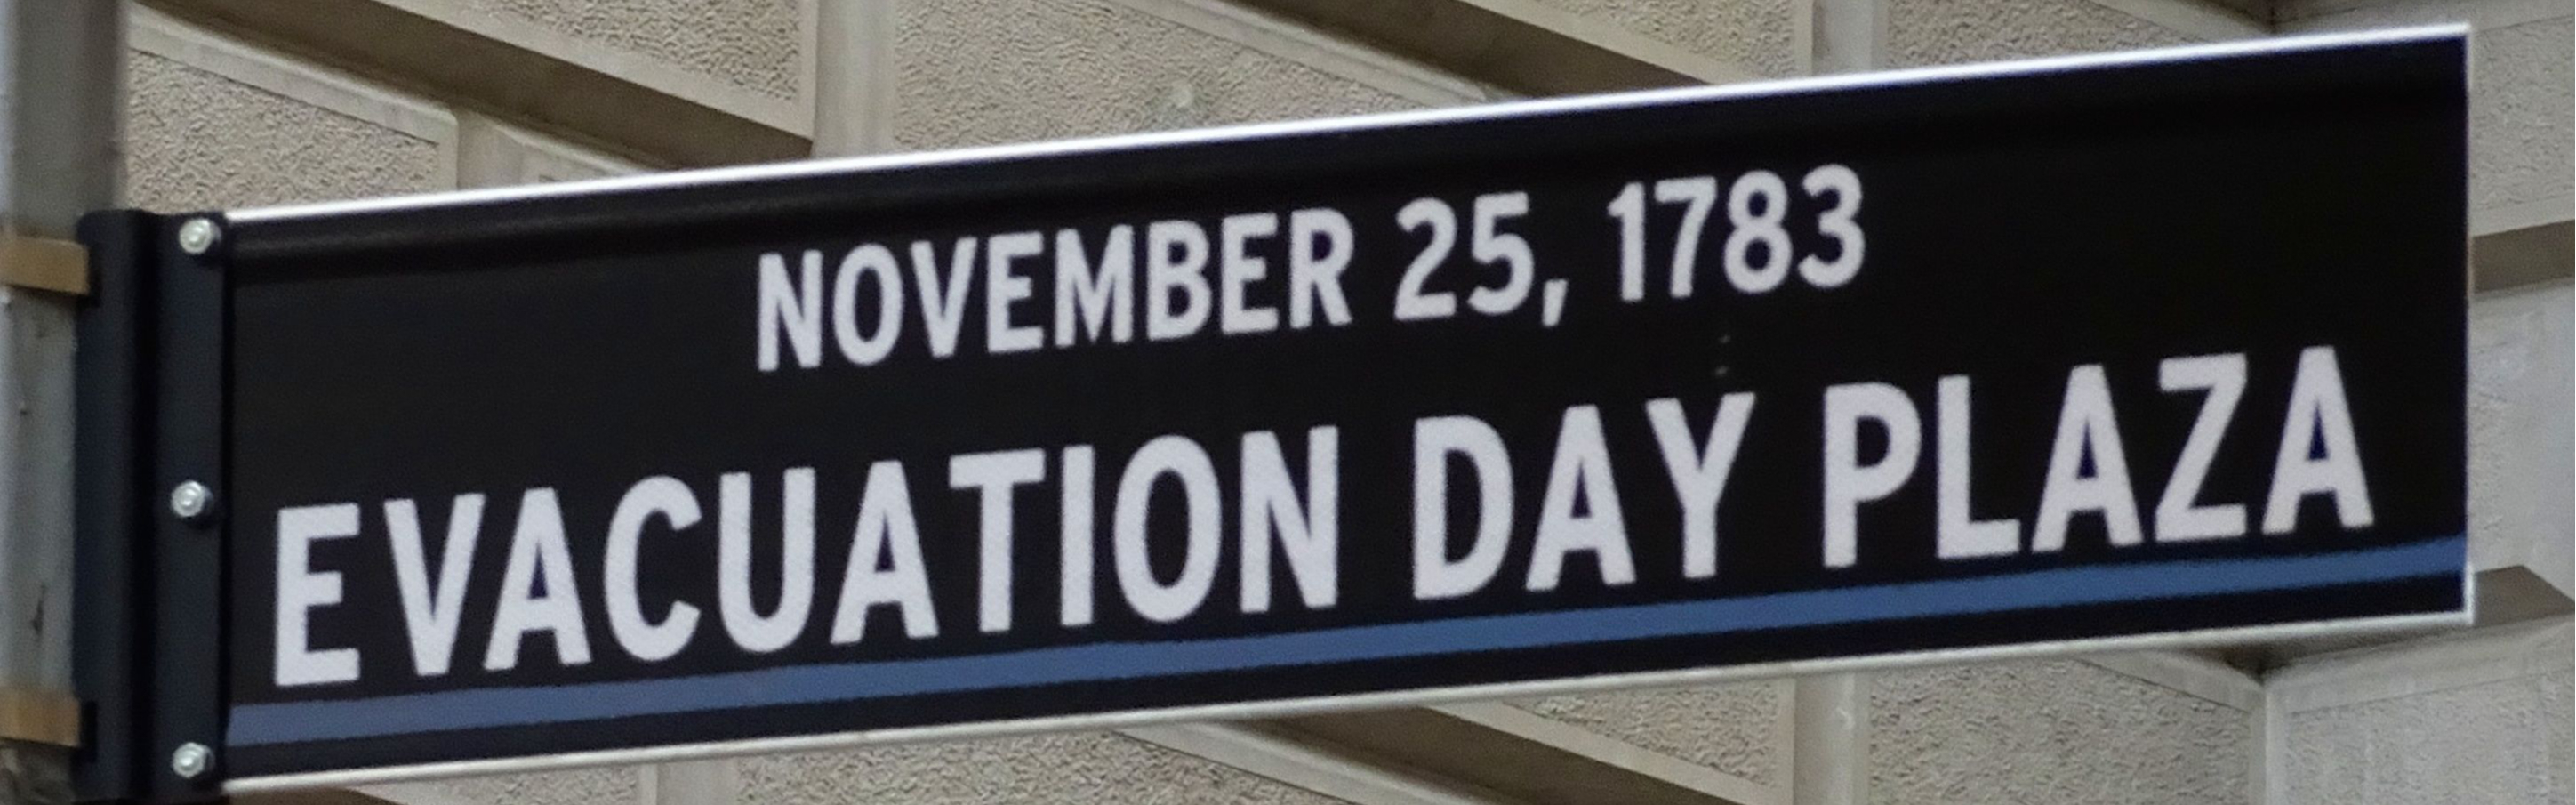 NOVEMBER 25, 1783
EVACUATION DAY PLAZA